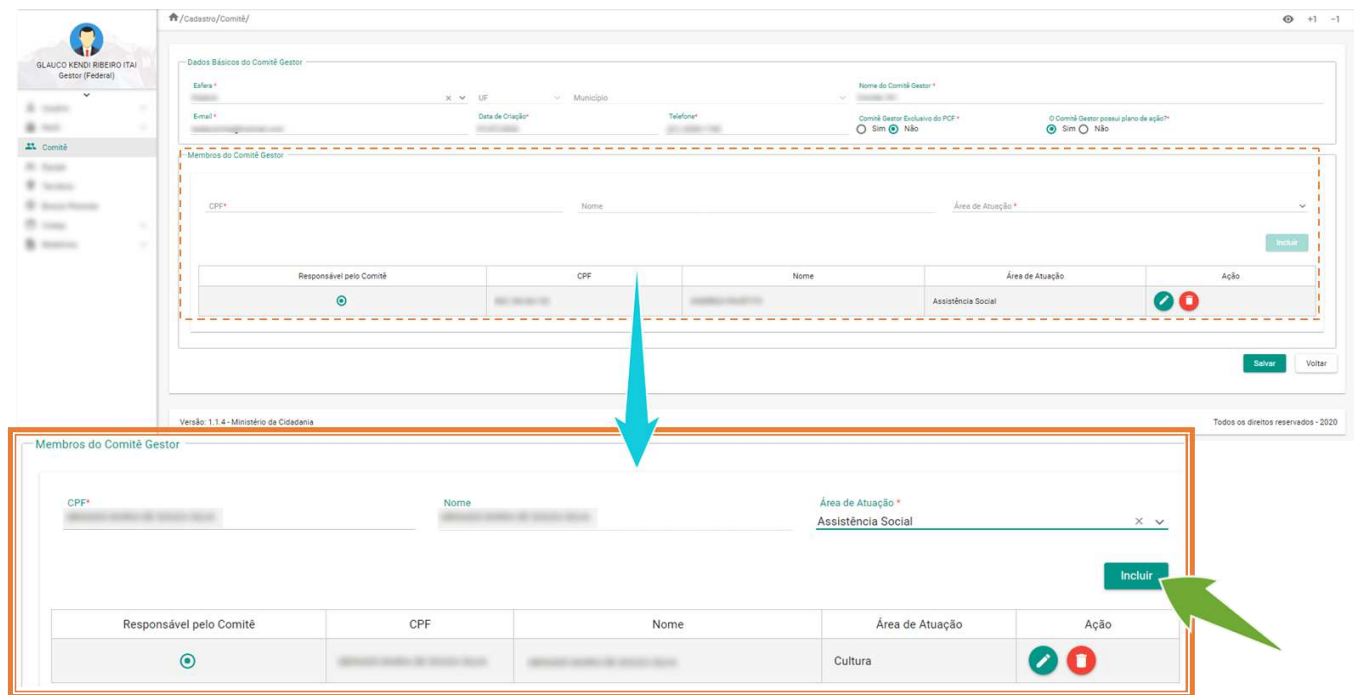 /Cadastro/Comitê/
+1 -1
GLAUCO KENDI RIBEIRO ITAI
Gestor (Federal)
Comitê
Dados Básicos do Comitê Gestor
Esfera * UF Município Nome do Comitê Gestor *
E-mail * Data de Criação* Telefone* Comitê Gestor Exclusivo do PCF * O Comitê Gestor possui plano de ação?*
Sim Não Sim Não
Membros do Comitê Gestor
CPF* Nome Área de Atuação *
Incluir
Responsável pelo Comitê CPF Nome Área de Atuação Ação
Assistência Social
Salvar Voltar
Versão: 1.1.4 - Ministério da Cidadania Todos os direitos reservados - 2020
Membros do Comitê Gestor
CPF* Nome Área de Atuação *
Assistência Social
Incluir
Responsável pelo Comitê CPF Nome Área de Atuação Ação
Cultura